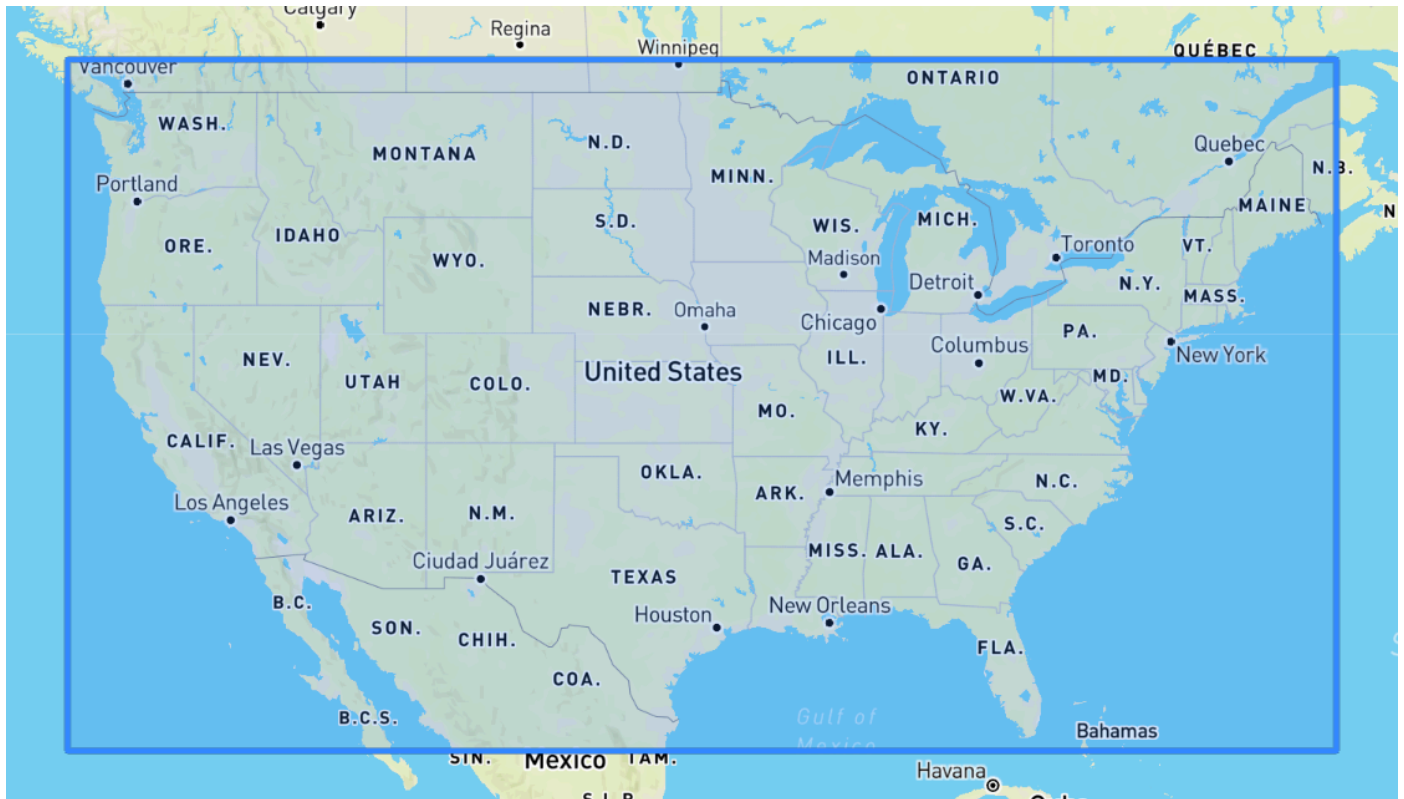 Calgary
Regina
Winnipeg
QUÉBEC
Vancouver
ONTARIO
WASH.
MONTANA
N.D.
MINN.
Quebec
N.B.
Portland
MAINE
N
ORE.
IDAHO
S.D.
WIS.
MICH.
Toronto
VT.
WYO.
Madison
Detroit
N.Y.
MASS.
NEBR.
Omaha
Chicago
PA.
NEV.
UTAH
COLO.
United States
ILL.
Columbus
New York
MD.
W.VA.
MO.
KY.
CALIF.
Las Vegas
OKLA.
Memphis
N.C.
Los Angeles
ARIZ.
N.M.
ARK.
S.C.
Ciudad Juárez
TEXAS
MISS.
ALA.
GA.
B.C.
SON.
CHIH.
Houston
New Orleans
FLA.
COA.
B.C.S.
Gulf of
Mexico
Bahamas
SIN.
Mexico
TAM.
Havana
S.L.P.